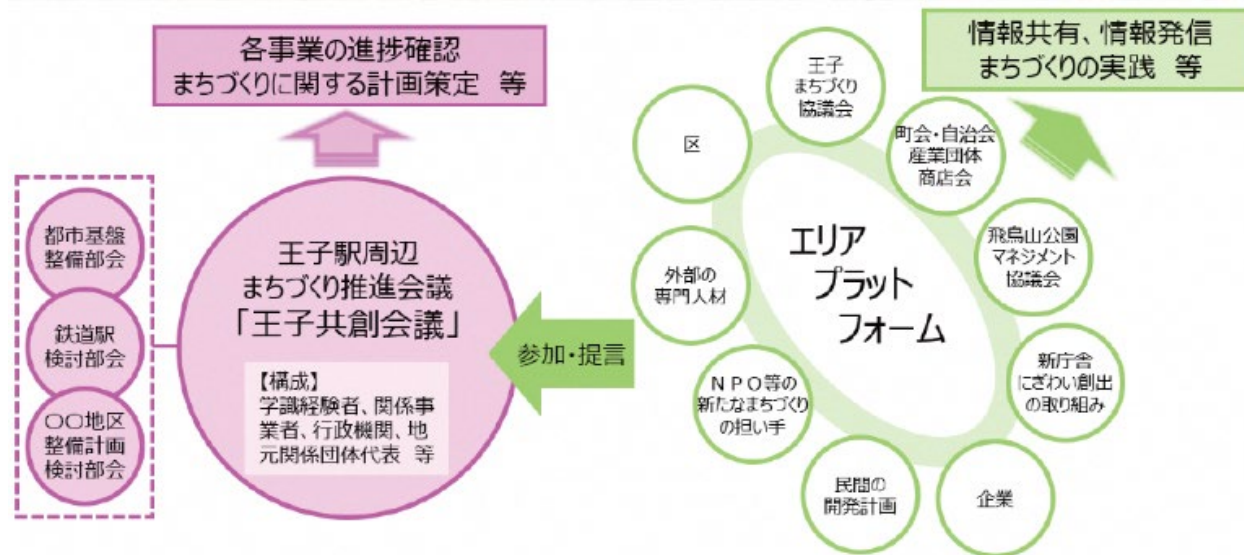 各事業の進捗確認
まちづくりに関する計画策定 等
都市基盤
整備部会
鉄道駅
検討部会
〇〇地区
整備計画
検討部会
王子駅周辺
まちづくり推進会議
「王子共創会議」
【構成】
学識経験者、関係事
業者、行政機関、地
元関係団体代表 等
参加・提言
情報共有、情報発信
まちづくりの実践 等
エリア
プラット
フォーム
王子
まちづくり
協議会
町会・自治会
産業団体
商店会
飛鳥山公園
マネジメント
協議会
新庁舎
にぎわい創出
の取り組み
企業
民間の
開発計画
NPO等の
新たなまちづくり
の担い手
外部の
専門人材
区